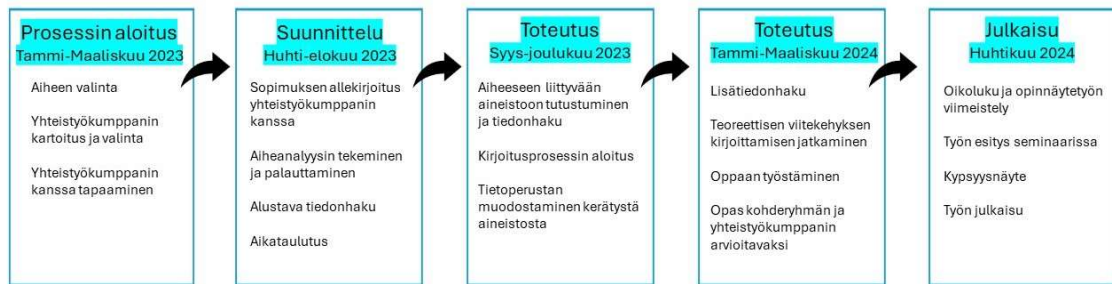 Prosessin aloitus
Tammi-Maaliskuu 2023
Aiheen valinta
Yhteistyökumppanin
kartoitus ja valinta
Yhteistyökumppanin
kanssa tapaaminen
Suunnittelu
Huhti-elokuu 2023
Sopimuksen allekirjoitus
yhteistyökumppanin
kanssa
Aiheanalyysin tekeminen
ja palauttaminen
Alustava tiedonhaku
Aikataulutus
Toteutus
Syys-joulukuu 2023
Aiheeseen liittyvään
aineistoon tutustuminen
ja tiedonhaku
Kirjoitusprosessin aloitus
Tietoperustan
muodostaminen kerätystä
aineistosta
Toteutus
Tammi-Maaliskuu 2024
Lisätiedonhaku
Teoreettisen viitekehyksen
kirjoittamisen jatkaminen
Oppaan työstäminen
Opas kohderyhmän ja
yhteistyökumppanin
arvioitavaksi
Julkaisu
Huhtikuu 2024
Oikoluku ja opinnäytetyön
viimeistely
Työn esitys seminaarissa
Kypsyysnäyte
Työn julkaisu